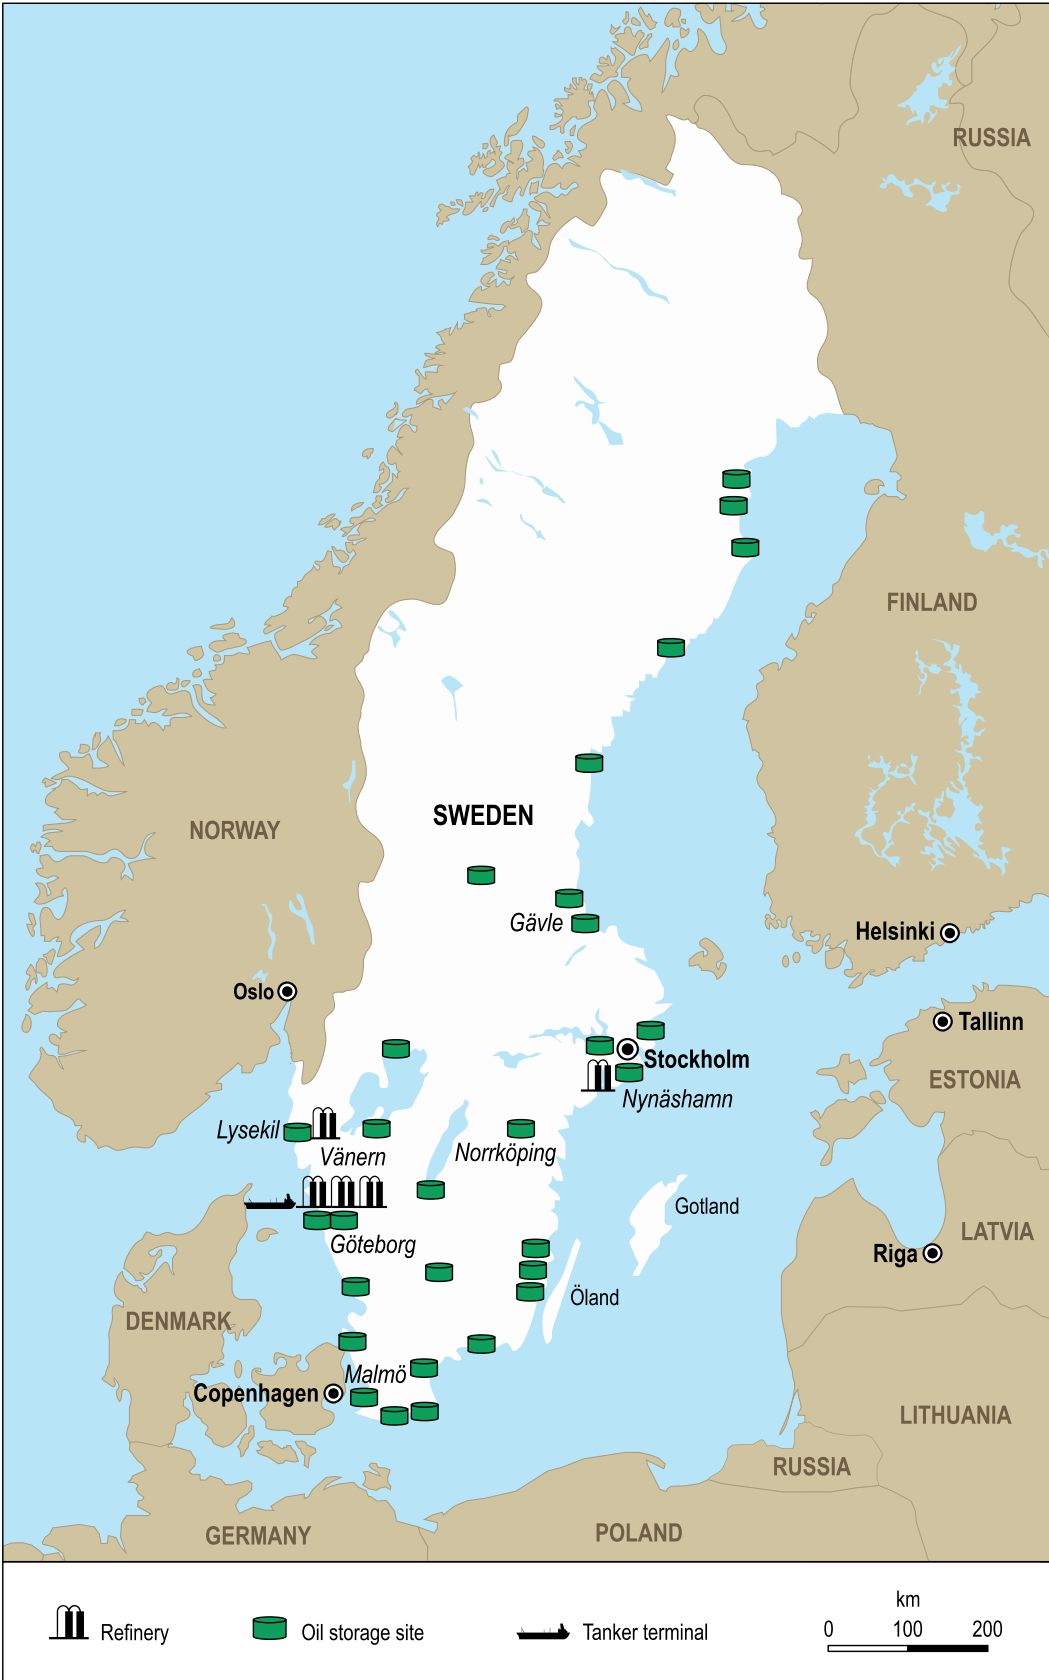 RUSSIA
FINLAND
SWEDEN
NORWAY
Gävle
Helsinki
Oslo
Tallinn
Stockholm
ESTONIA
Nynäshamn
Lysekil
Vänern
Norrköping
Gotland
LATVIA
Göteborg
Riga
Öland
DENMARK
Malmö
Copenhagen
LITHUANIA
RUSSIA
GERMANY
POLAND
km
Refinery
Oil storage site
Tanker terminal
0 100 200